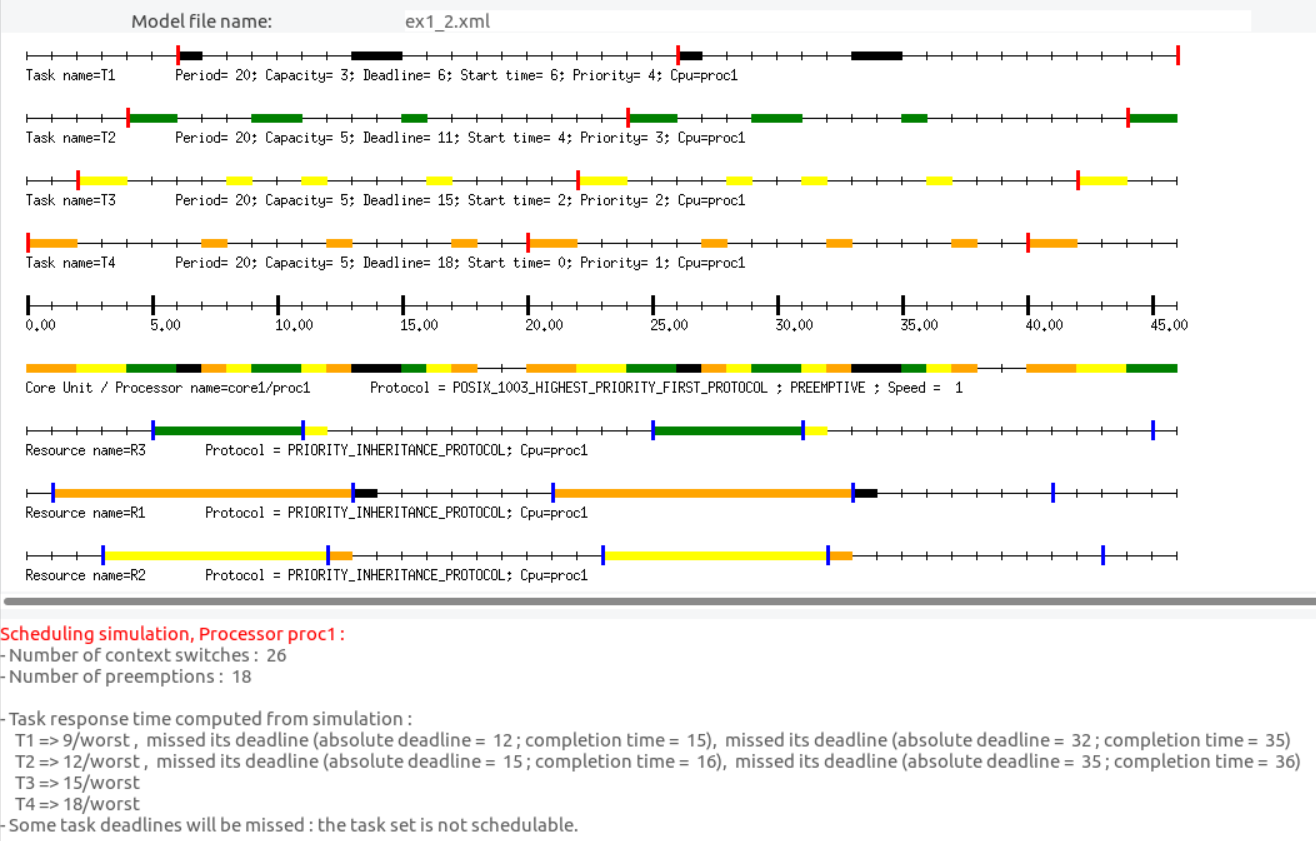 Model file name: ex1_2.xml
Task name=T1 Period= 20; Capacity= 3; Deadline= 6; Start time= 6; Priority= 4; Cpu=proc1
Task name=T2 Period= 20; Capacity= 5; Deadline= 11; Start time= 4; Priority= 3; Cpu=proc1
Task name=T3 Period= 20; Capacity= 5; Deadline= 15; Start time= 2; Priority= 2; Cpu=proc1
Task name=T4 Period= 20; Capacity= 5; Deadline= 18; Start time= 0; Priority= 1; Cpu=proc1
0.00 5.00 10.00 15.00 20.00 25.00 30.00 35.00 40.00 45.00
Core Unit / Processor name=core1/proc1 Protocol = POSIX_1003_HIGHEST_PRIORITY_FIRST_PROTOCOL ; PREEMPTIVE ; Speed = 1
Resource name=R3 Protocol = PRIORITY_INHERITANCE_PROTOCOL; Cpu=proc1
Resource name=R1 Protocol = PRIORITY_INHERITANCE_PROTOCOL; Cpu=proc1
Resource name=R2 Protocol = PRIORITY_INHERITANCE_PROTOCOL; Cpu=proc1
Scheduling simulation, Processor proc1 :
- Number of context switches : 26
- Number of preemptions : 18
- Task response time computed from simulation :
T1 => 9/worst , missed its deadline (absolute deadline = 12 ; completion time = 15), missed its deadline (absolute deadline = 32 ; completion time = 35)
T2 => 12/worst , missed its deadline (absolute deadline = 15 ; completion time = 16), missed its deadline (absolute deadline = 35 ; completion time = 36)
T3 => 15/worst
T4 => 18/worst
- Some task deadlines will be missed : the task set is not schedulable.